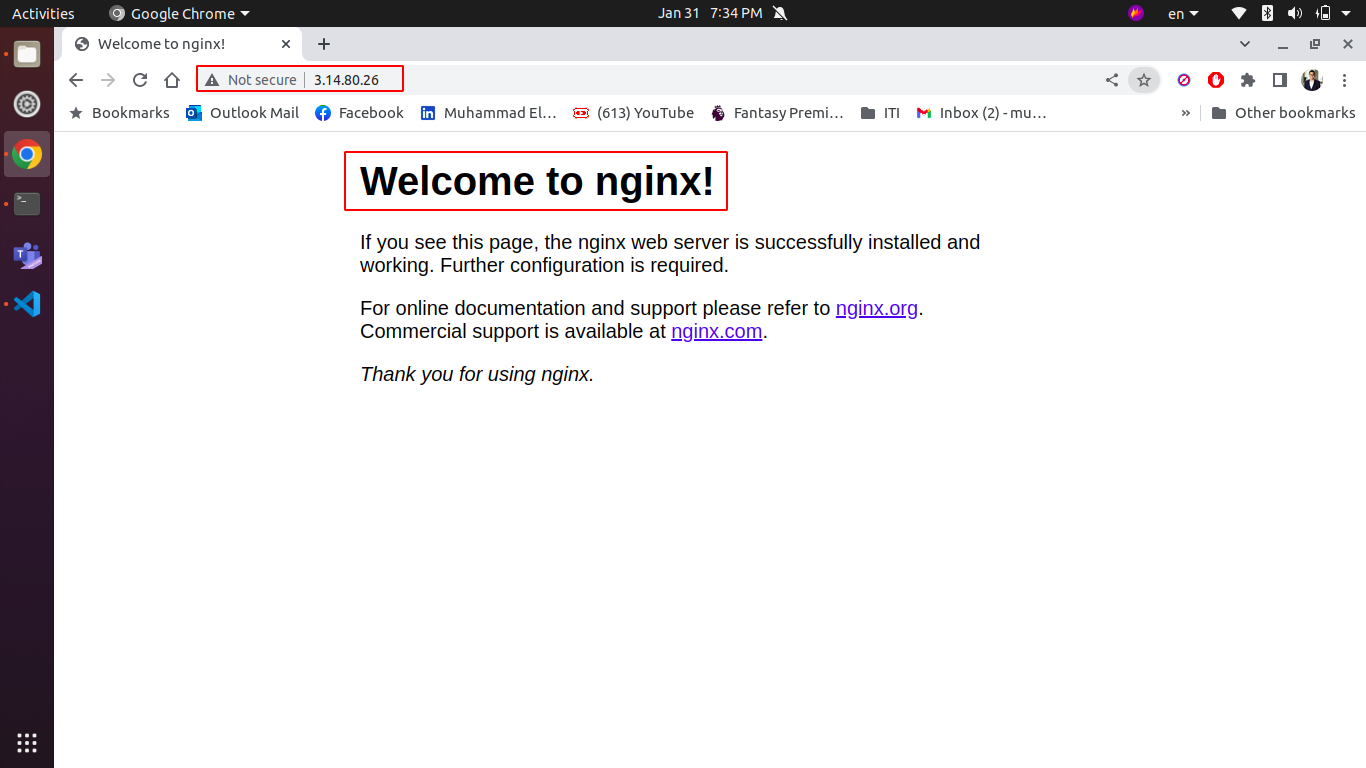 Activities Google Chrome Jan 31 7:34 PM en
Welcome to nginx!
Not secure 3.14.80.26
Bookmarks Outlook Mail Facebook Muhammad El… (613) YouTube Fantasy Premi… ITI Inbox (2) - mu… » Other bookmarks
Welcome to nginx!
If you see this page, the nginx web server is successfully installed and
working. Further configuration is required.
For online documentation and support please refer to nginx.org.
Commercial support is available at nginx.com.
Thank you for using nginx.